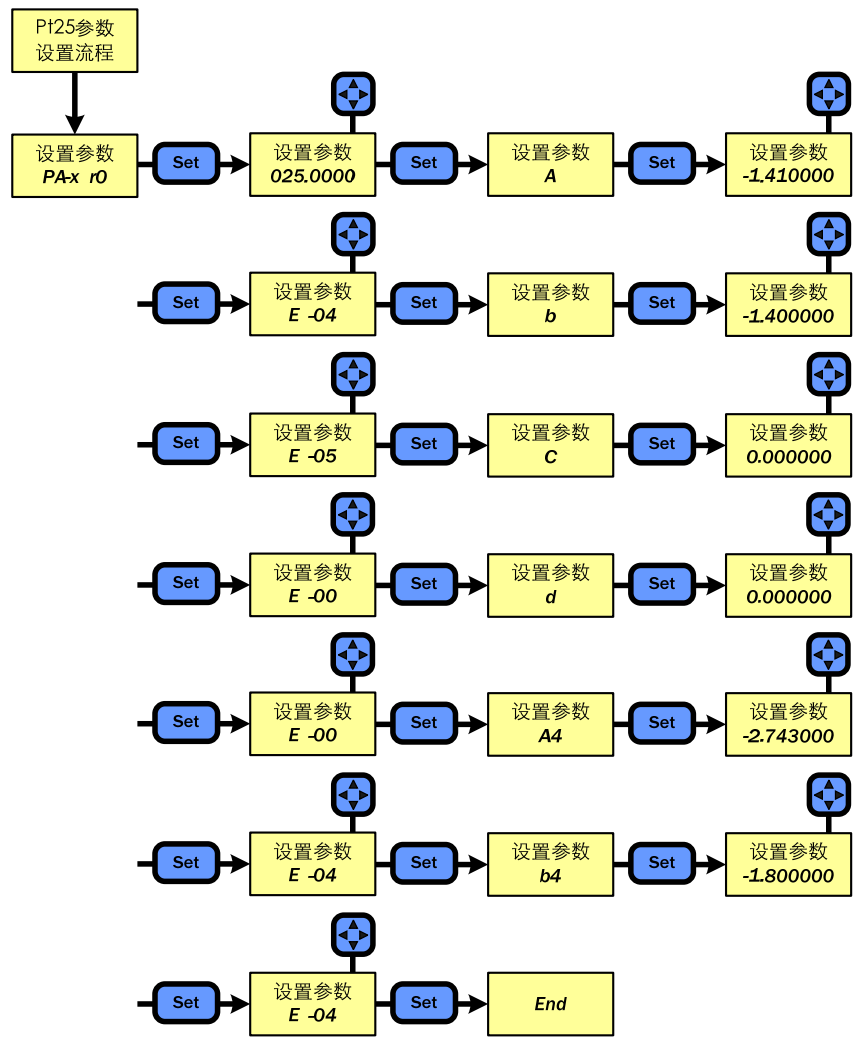 Pt25参数
设置流程
设置参数
PA-x r0
Set
设置参数
025.0000
Set
设置参数
A
Set
设置参数
-1.410000
Set
设置参数
E -04
Set
设置参数
b
Set
设置参数
-1.400000
Set
设置参数
E -05
Set
设置参数
C
Set
设置参数
0.000000
Set
设置参数
E -00
Set
设置参数
d
Set
设置参数
0.000000
Set
设置参数
E -00
Set
设置参数
A4
Set
设置参数
-2.743000
Set
设置参数
E -04
Set
设置参数
b4
Set
设置参数
-1.800000
Set
设置参数
E -04
Set
End